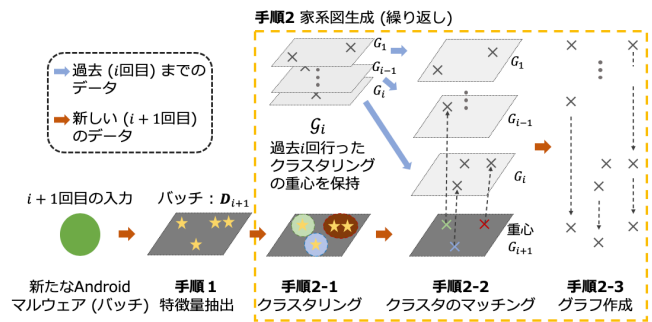 手順2 家系図生成 (繰り返し)
過去 (i回目) までの
データ
新しい (i + 1回目)
のデータ
G₁
Gᵢ₋₁
Gᵢ
𝒢ᵢ
過去i回行った
クラスタリング
の重心を保持
G₁
Gᵢ₋₁
Gᵢ
重心
Gᵢ₊₁
i + 1回目の入力
バッチ : Dᵢ₊₁
新たなAndroid
マルウェア (バッチ)
手順 1
特徴量抽出
手順2-1
クラスタリング
手順2-2
クラスタのマッチング
手順2-3
グラフ作成